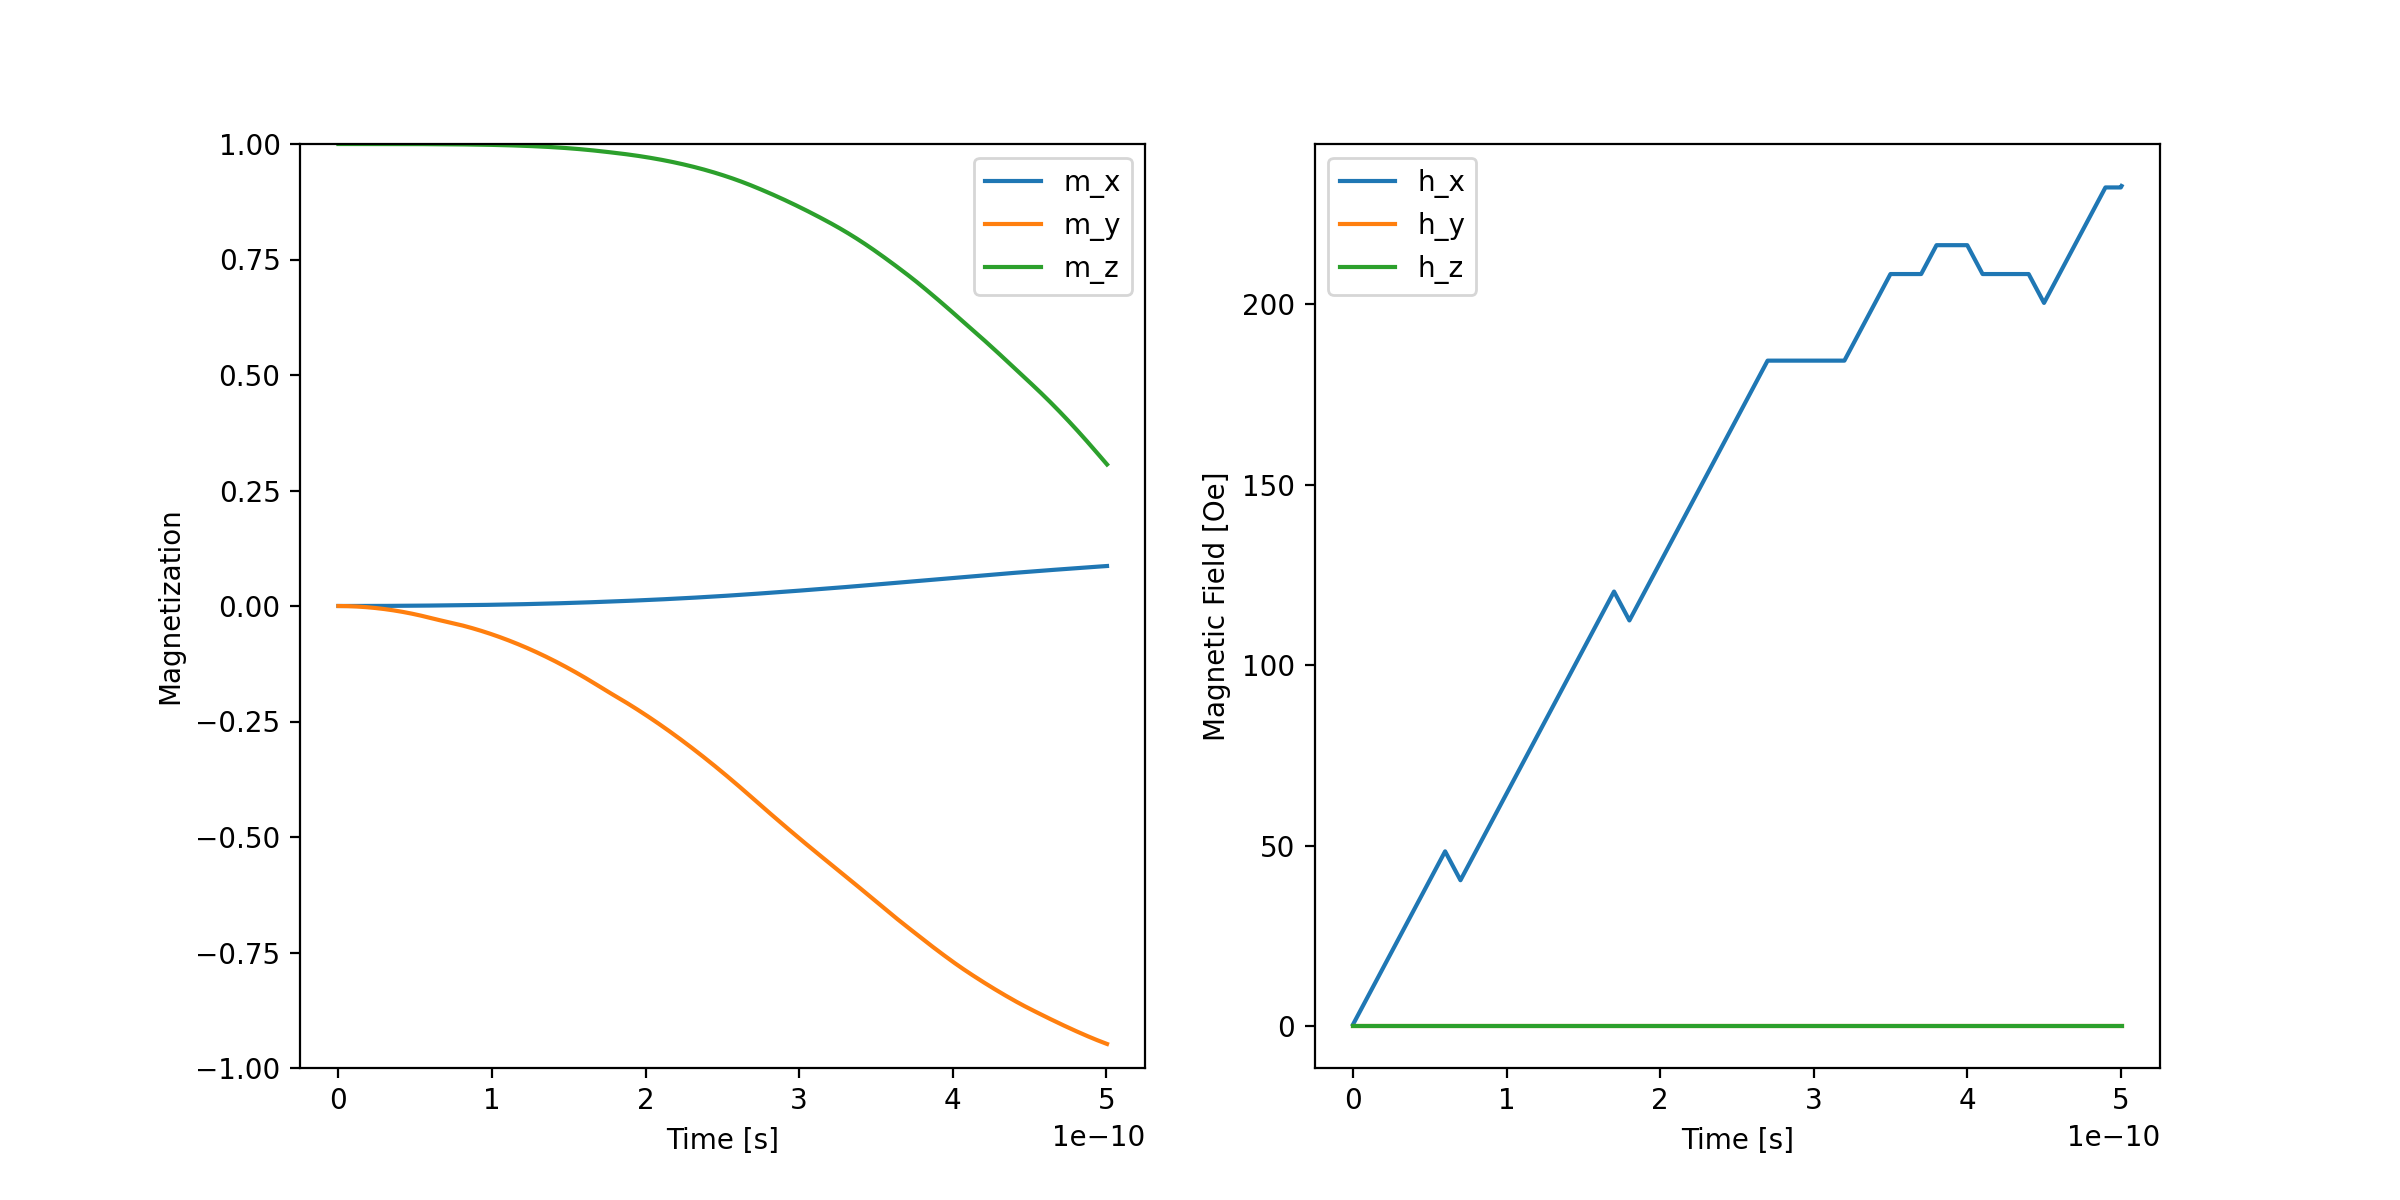 1.00
0.75
0.50
0.25
0.00
−0.25
−0.50
−0.75
−1.00
Magnetization
m_x
m_y
m_z
0 1 2 3 4 5
1e−10
Time [s]
200
150
100
50
0
Magnetic Field [Oe]
h_x
h_y
h_z
0 1 2 3 4 5
1e−10
Time [s]